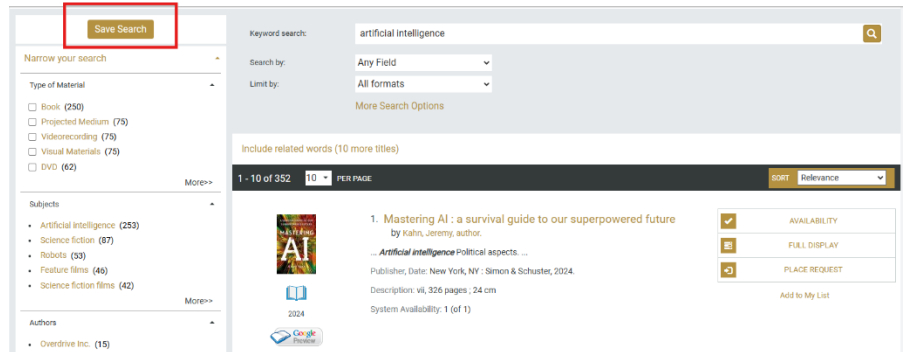 Save Search
Narrow your search
Type of Material
Book (250)
Projected Medium (75)
Videorecording (75)
Visual Materials (75)
DVD (62)
More>>
Subjects
Artificial intelligence (253)
Science fiction (87)
Robots (53)
Feature films (46)
Science fiction films (42)
More>>
Authors
Overdrive Inc. (15)
Keyword search: artificial intelligence
Search by: Any Field
Limit by: All formats
More Search Options
Include related words (10 more titles)
1 - 10 of 352 10 PER PAGE SORT Relevance
MASTERING
AI
2024
Google
Preview
1. Mastering AI : a survival guide to our superpowered future
by Kahn, Jeremy, author.
... Artificial intelligence Political aspects. ...
Publisher, Date: New York, NY : Simon & Schuster, 2024.
Description: vii, 326 pages ; 24 cm
System Availability: 1 (of 1)
AVAILABILITY
FULL DISPLAY
PLACE REQUEST
Add to My List